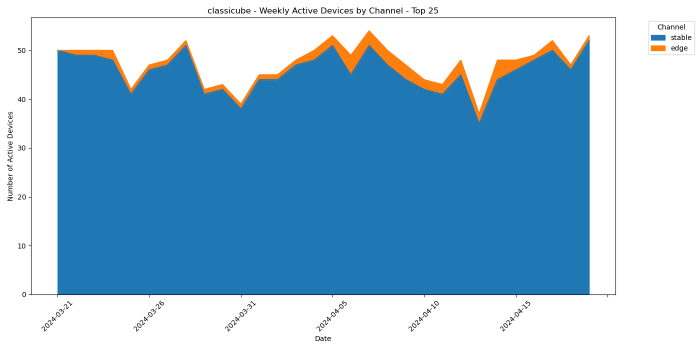 classicube - Weekly Active Devices by Channel - Top 25
Channel
stable
edge
Number of Active Devices
50
40
30
20
10
0
2024-03-21
2024-03-26
2024-03-31
2024-04-05
2024-04-10
2024-04-15
Date